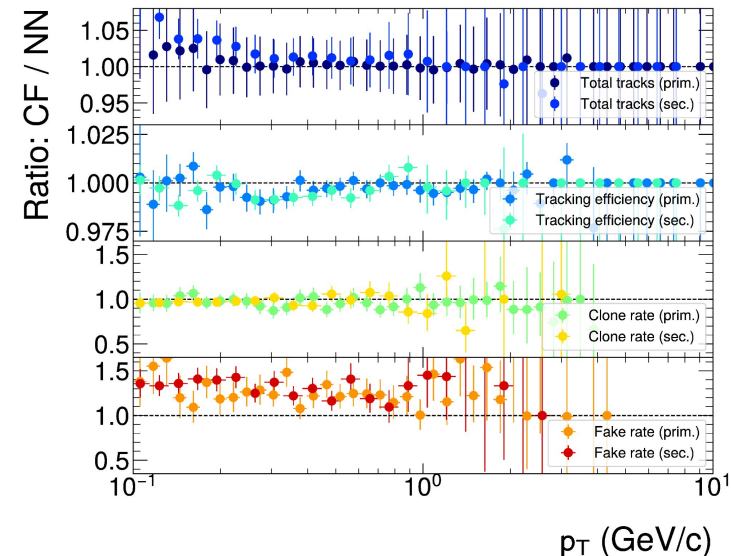 Ratio: CF / NN
1.05
1.00
0.95
Total tracks (prim.)
Total tracks (sec.)
1.025
1.000
0.975
Tracking efficiency (prim.)
Tracking efficiency (sec.)
1.5
1.0
0.5
Clone rate (prim.)
Clone rate (sec.)
1.5
1.0
0.5
Fake rate (prim.)
Fake rate (sec.)
10⁻¹ 10⁰ 10¹
p_T (GeV/c)